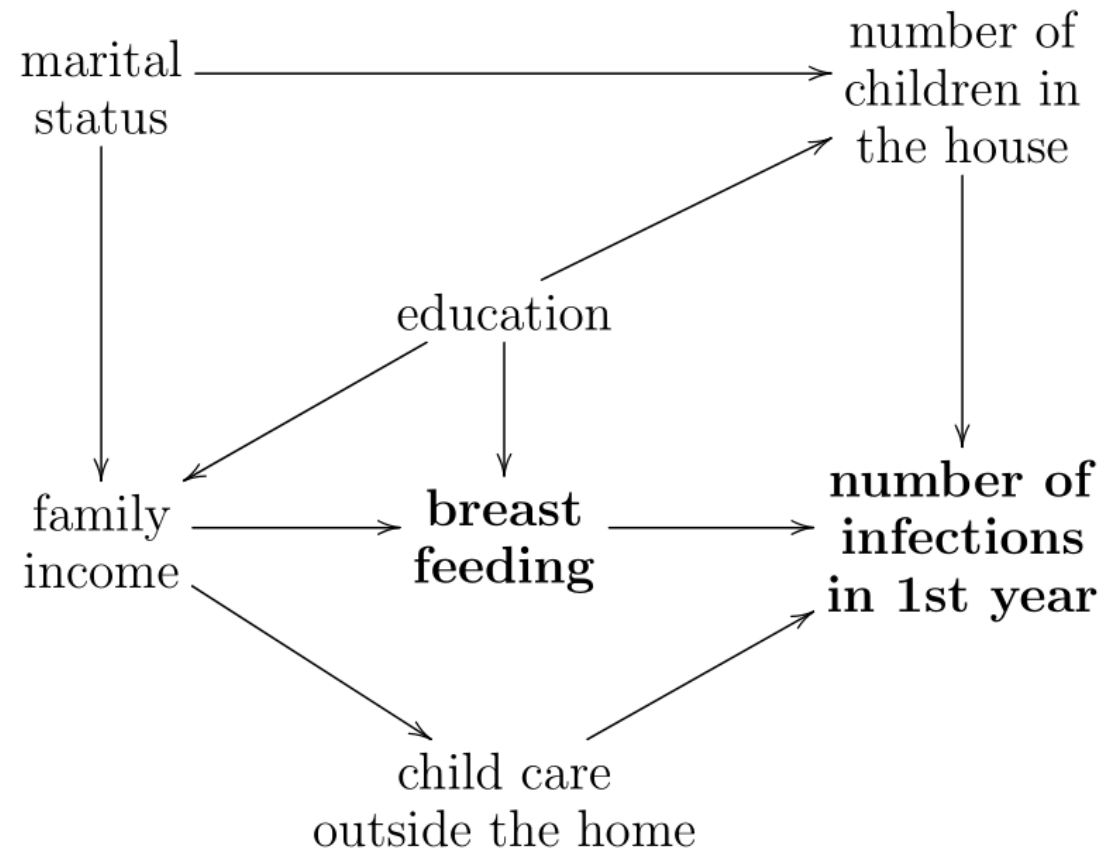 marital
status
number of
children in
the house
education
family
income
breast
feeding
number of
infections
in 1st year
child care
outside the home